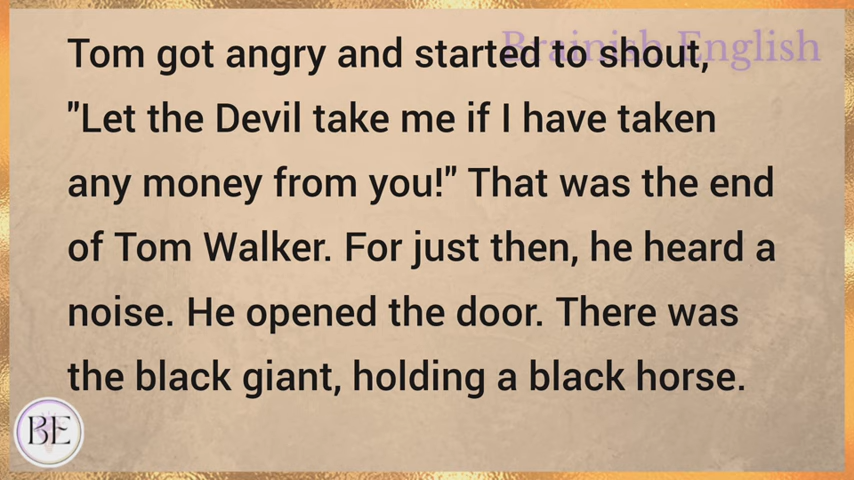 Brainish English
Tom got angry and started to shout,
"Let the Devil take me if I have taken
any money from you!" That was the end
of Tom Walker. For just then, he heard a
noise. He opened the door. There was
the black giant, holding a black horse.
BE